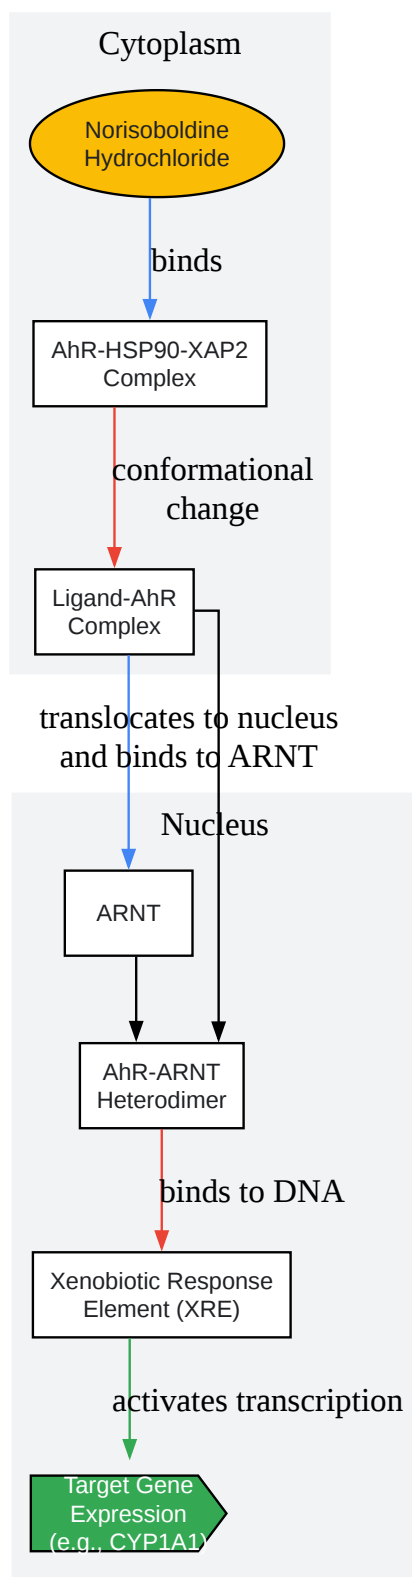 Cytoplasm
Norisoboldine
Hydrochloride
binds
AhR-HSP90-XAP2
Complex
conformational
change
Ligand-AhR
Complex
translocates to nucleus
and binds to ARNT
Nucleus
ARNT
AhR-ARNT
Heterodimer
binds to DNA
Xenobiotic Response
Element (XRE)
activates transcription
Target Gene
Expression
(e.g., CYP1A1)